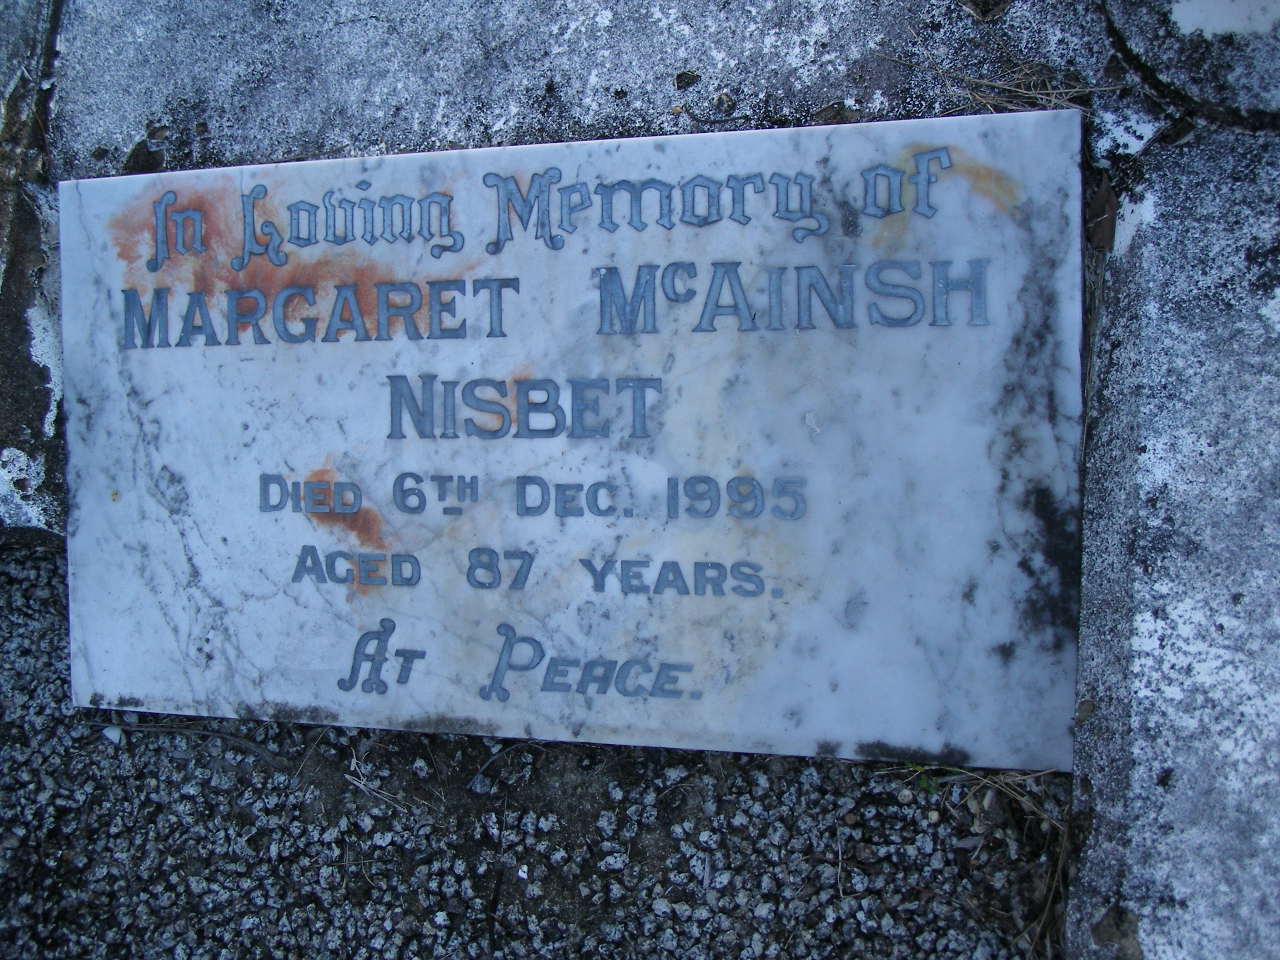 In Loving Memory of
MARGARET McAINSH
NISBET
DIED 6TH DEC. 1995
AGED 87 YEARS.
AT PEACE.